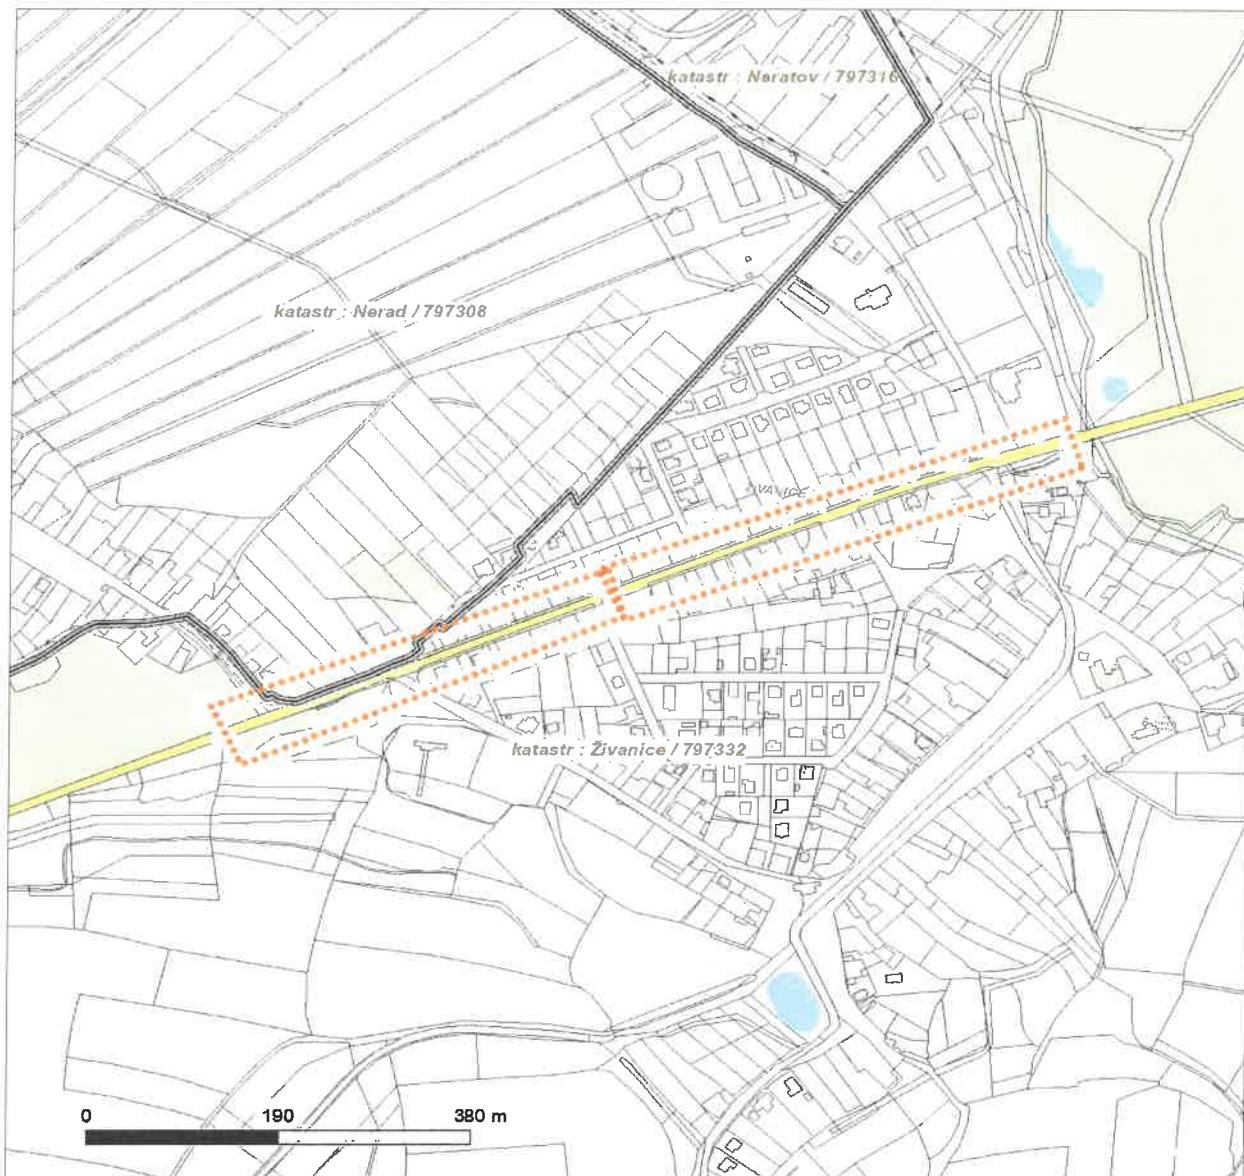 katastr : Neratov / 797316
katastr : Nerad / 797308
katastr : Živanice / 797332
0 190 380 m